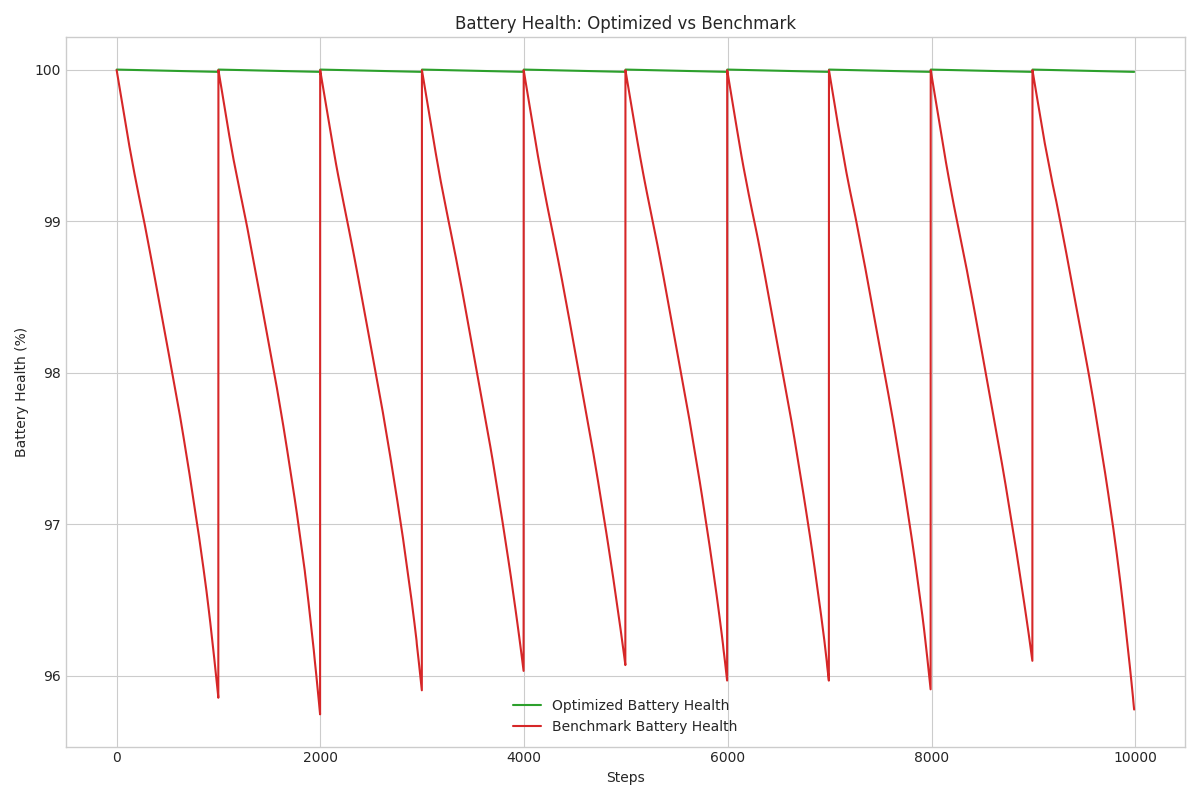 Battery Health: Optimized vs Benchmark
Battery Health (%)
100
99
98
97
96
Optimized Battery Health
Benchmark Battery Health
0 2000 4000 6000 8000 10000
Steps